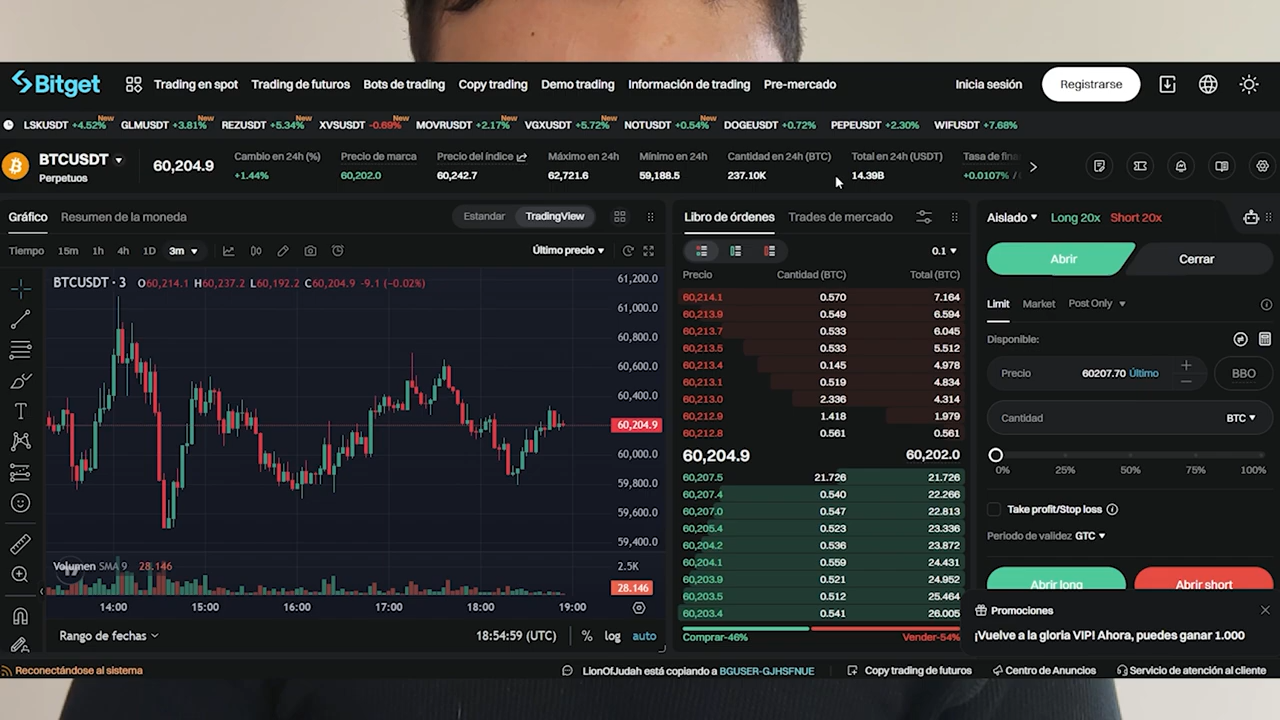 Bitget
Trading en spot Trading de futuros Bots de trading Copy trading Demo trading Información de trading Pre-mercado
Inicia sesión Registrarse
LSKUSDT +4.52% New GLMUSDT +3.81% New REZUSDT +5.34% New XVSUSDT -0.69% New MOVRUSDT +2.17% New VGXUSDT +5.72% New NOTUSDT +0.54% New DOGEUSDT +0.72% PEPEUSDT +2.30% WIFUSDT +7.68%
BTCUSDT
Perpetuos
60,204.9
Cambio en 24h (%) Precio de marca Precio del índice Máximo en 24h Mínimo en 24h Cantidad en 24h (BTC) Total en 24h (USDT) Tasa de fina
+1.44% 60,202.0 60,242.7 62,721.6 59,188.5 237.10K 14.39B +0.0107% /
Gráfico Resumen de la moneda Estandar TradingView
Tiempo 15m 1h 4h 1D 3m Último precio
BTCUSDT · 3 O60,214.1 H60,237.2 L60,192.2 C60,204.9 -9.1 (-0.02%)
61,200.0
61,000.0
60,800.0
60,600.0
60,400.0
60,204.9
60,000.0
59,800.0
59,600.0
59,400.0
Volumen SMA 9 28.146
2.5K
28.146
14:00 15:00 16:00 17:00 18:00 19:00
Rango de fechas 18:54:59 (UTC) % log auto
Libro de órdenes Trades de mercado
0.1
Precio Cantidad (BTC) Total (BTC)
60,214.1 0.570 7.164
60,213.9 0.549 6.594
60,213.7 0.533 6.045
60,213.5 0.533 5.512
60,213.4 0.145 4.978
60,213.1 0.519 4.834
60,213.0 2.336 4.314
60,212.9 1.418 1.979
60,212.8 0.561 0.561
60,204.9 60,202.0
60,207.5 21.726 21.726
60,207.4 0.540 22.266
60,207.0 0.547 22.813
60,205.4 0.523 23.336
60,204.2 0.536 23.872
60,204.1 0.559 24.431
60,203.9 0.521 24.952
60,203.5 0.512 25.464
60,203.4 0.541 26.005
Comprar-46% Vender-54%
Aislado Long 20x Short 20x
Abrir Cerrar
Limit Market Post Only
Disponible:
Precio 60207.70 Último BBO
Cantidad BTC
0% 25% 50% 75% 100%
Take profit/Stop loss
Periodo de validez GTC
Abrir long Abrir short
Promociones
¡Vuelve a la gloria VIP! Ahora, puedes ganar 1.000
Reconectándose al sistema
LionOfJudah está copiando a BGUSER-GJHSFNUE Copy trading de futuros Centro de Anuncios Servicio de atención al cliente